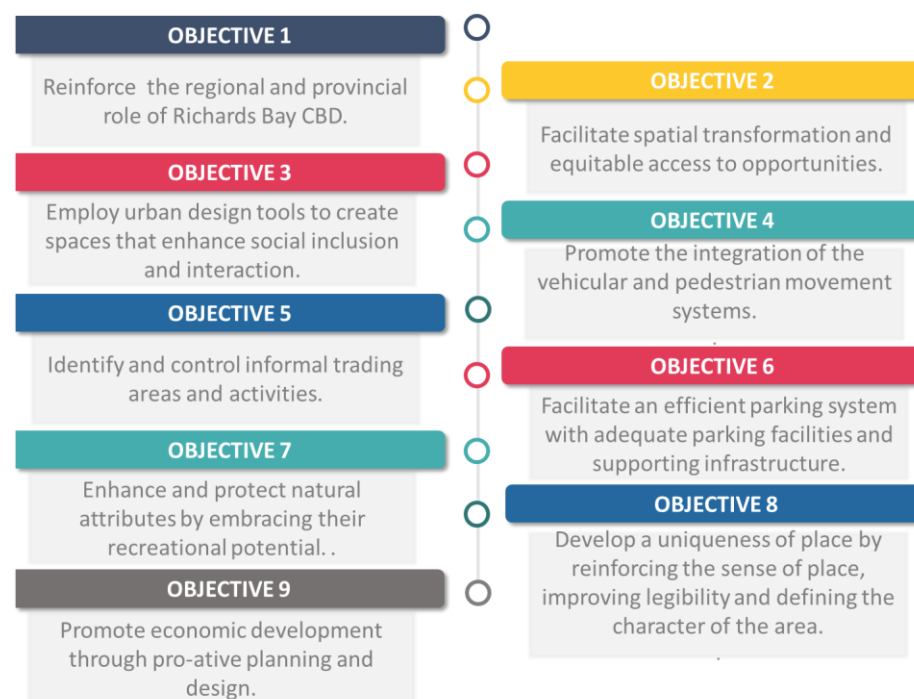 OBJECTIVE 1
Reinforce the regional and provincial
role of Richards Bay CBD.
OBJECTIVE 2
Facilitate spatial transformation and
equitable access to opportunities.
OBJECTIVE 3
Employ urban design tools to create
spaces that enhance social inclusion
and interaction.
OBJECTIVE 4
Promote the integration of the
vehicular and pedestrian movement
systems.
.
OBJECTIVE 5
Identify and control informal trading
areas and activities.
OBJECTIVE 6
Facilitate an efficient parking system
with adequate parking facilities and
supporting infrastructure.
OBJECTIVE 7
Enhance and protect natural
attributes by embracing their
recreational potential. .
OBJECTIVE 8
Develop a uniqueness of place by
reinforcing the sense of place,
improving legibility and defining the
character of the area.
.
OBJECTIVE 9
Promote economic development
through pro-ative planning and
design.